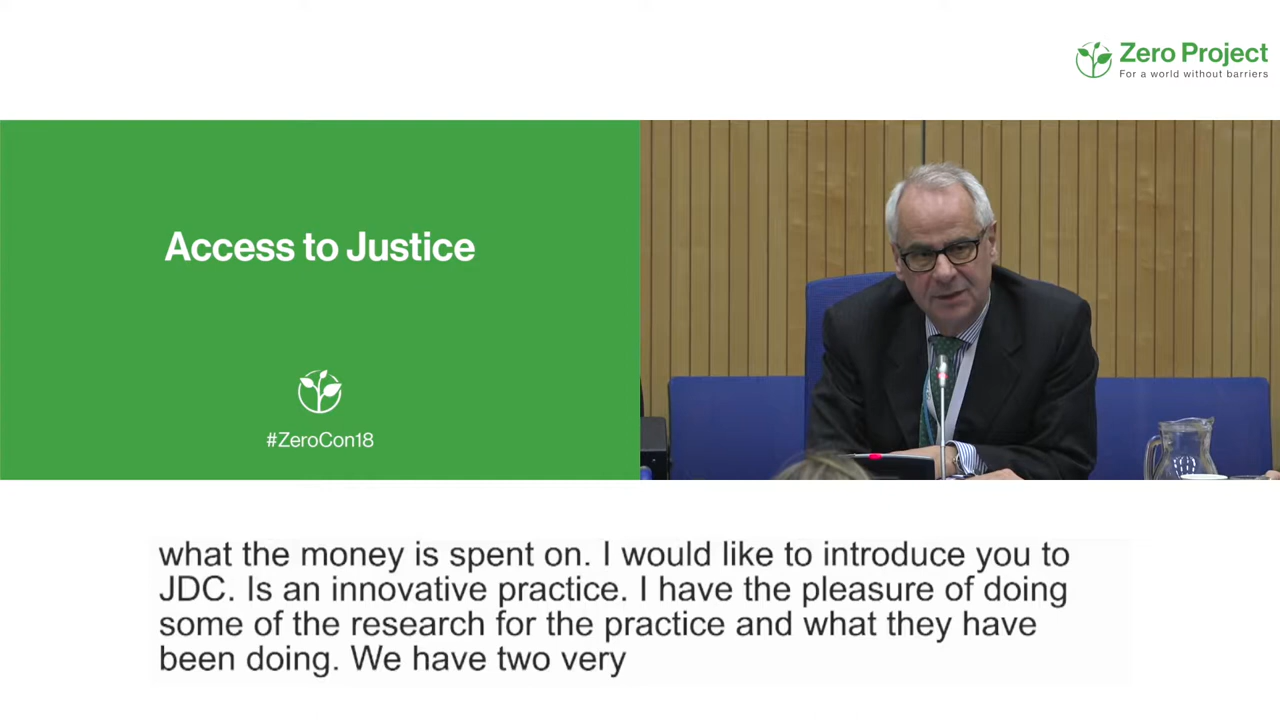 Zero Project
For a world without barriers
Access to Justice
#ZeroCon18
what the money is spent on. I would like to introduce you to
JDC. Is an innovative practice. I have the pleasure of doing
some of the research for the practice and what they have
been doing. We have two very